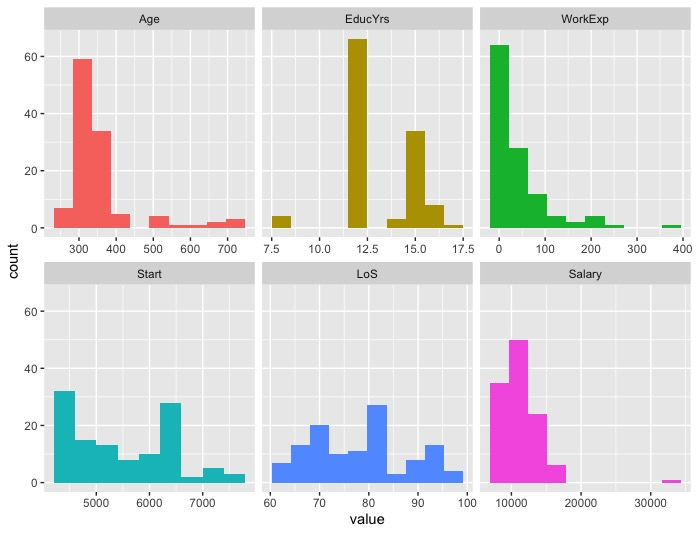 Age EducYrs WorkExp
60
40
20
0
300 400 500 600 700 7.5 10.0 12.5 15.0 17.5 0 100 200 300 400
count
Start LoS Salary
60
40
20
0
5000 6000 7000 60 70 80 90 100 10000 20000 30000
value